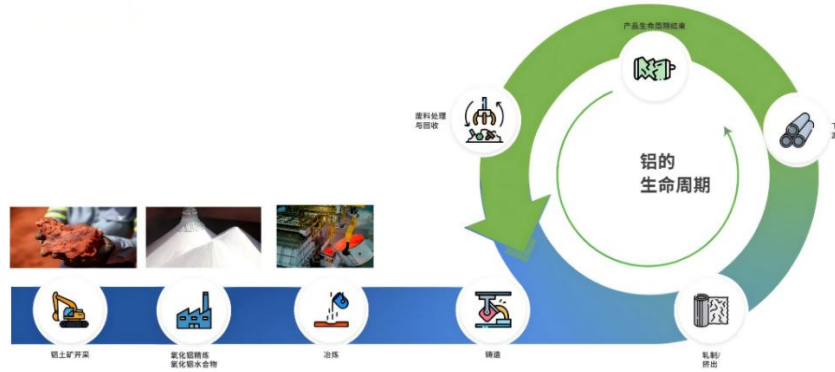 产品生命周期结束
废料处理
与回收
铝的
生命周期
铝土矿开采
氧化铝精炼
氧化铝水合物
冶炼
铸造
轧制/
挤出